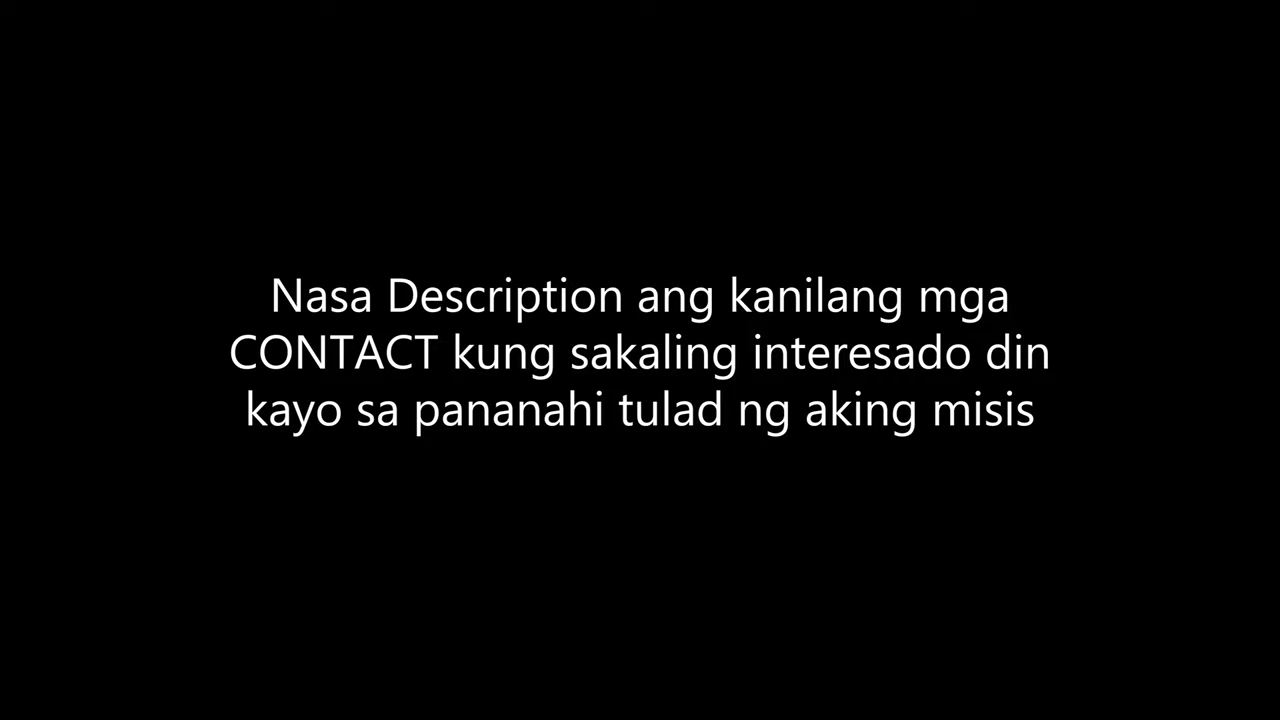 Nasa Description ang kanilang mga
CONTACT kung sakaling interesado din
kayo sa pananahi tulad ng aking misis